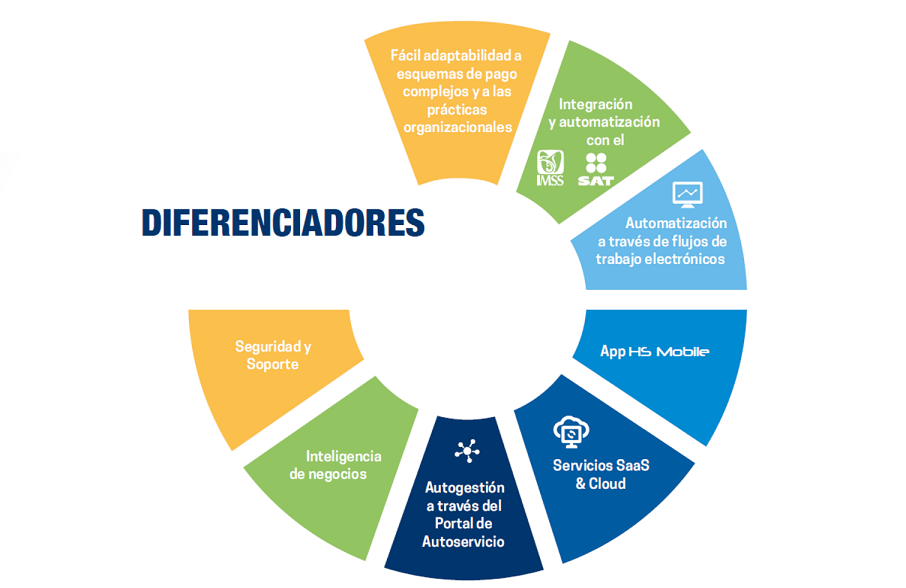 DIFERENCIADORES
Fácil adaptabilidad a
esquemas de pago
complejos y a las
prácticas
organizacionales
Integración
y automatización
con el
IMSS SAT
Automatización
a través de flujos de
trabajo electrónicos
App HS Mobile
Servicios SaaS
& Cloud
Autogestión
a través del
Portal de
Autoservicio
Inteligencia
de negocios
Seguridad y
Soporte